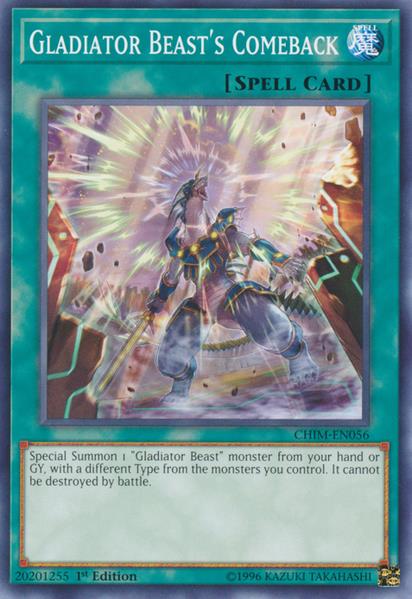 GLADIATOR BEAST'S COMEBACK
SPELL
魔
[SPELL CARD]
CHIM-EN056
Special Summon 1 "Gladiator Beast" monster from your hand or
GY, with a different Type from the monsters you control. It cannot
be destroyed by battle.
20201255 1st Edition ©1996 KAZUKI TAKAHASHI